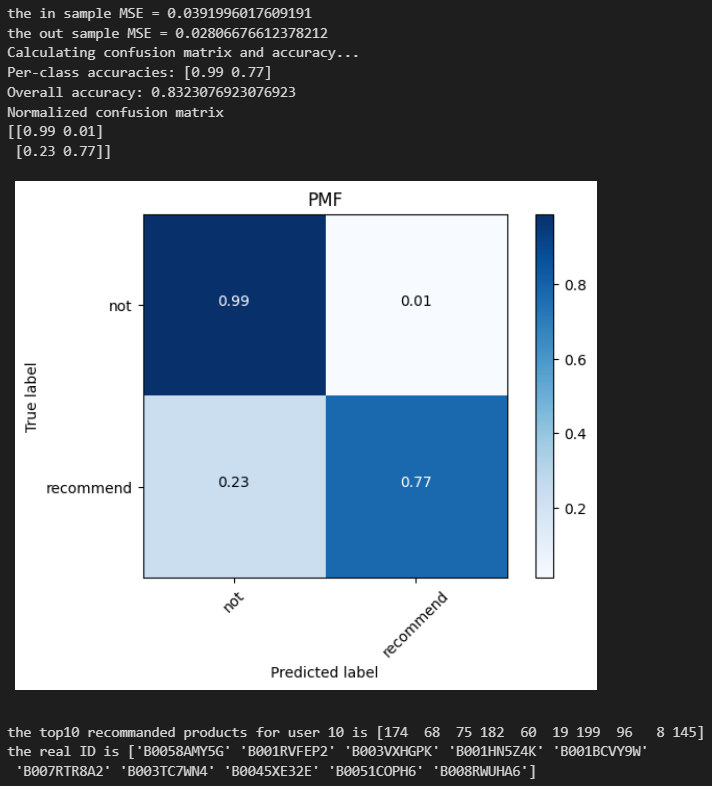 the in sample MSE = 0.0391996017609191
the out sample MSE = 0.02806676612378212
Calculating confusion matrix and accuracy...
Per-class accuracies: [0.99 0.77]
Overall accuracy: 0.8323076923076923
Normalized confusion matrix
[[0.99 0.01]
 [0.23 0.77]]
PMF
not 0.99 0.01
recommend 0.23 0.77
0.8
0.6
0.4
0.2
True label
not recommend
Predicted label
the top10 recommanded products for user 10 is [174  68  75 182  60  19 199  96   8 145]
the real ID is ['B0058AMY5G' 'B001RVFEP2' 'B003VXHGPK' 'B001HN5Z4K' 'B001BCVY9W'
 'B007RTR8A2' 'B003TC7WN4' 'B0045XE32E' 'B0051COPH6' 'B008RWUHA6']